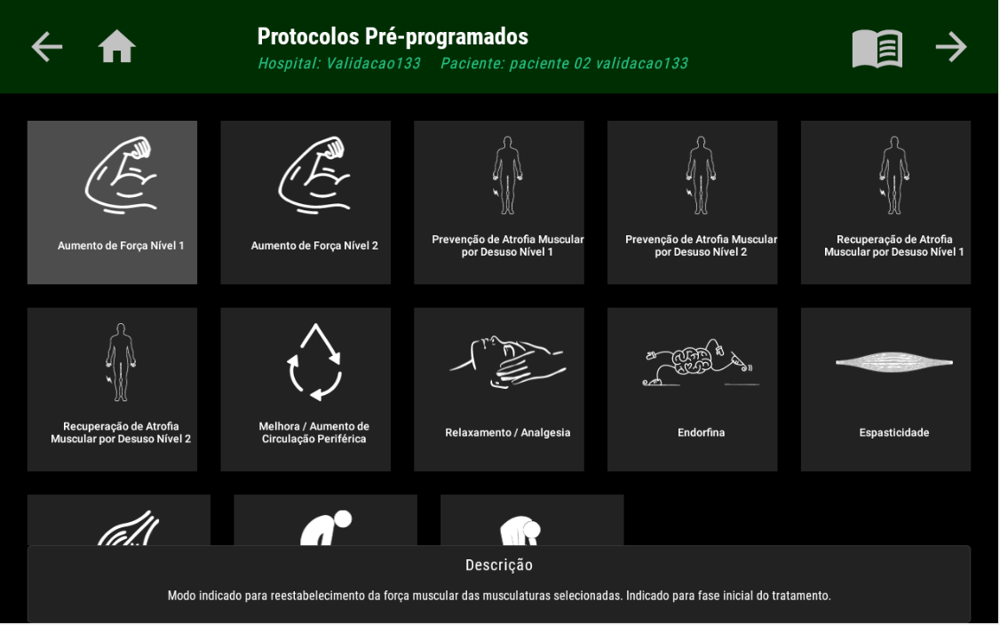 Protocolos Pré-programados
Hospital: Validacao133 Paciente: paciente 02 validacao133
Aumento de Força Nível 1
Aumento de Força Nível 2
Prevenção de Atrofia Muscular
por Desuso Nível 1
Prevenção de Atrofia Muscular
por Desuso Nível 2
Recuperação de Atrofia
Muscular por Desuso Nível 1
Recuperação de Atrofia
Muscular por Desuso Nível 2
Melhora / Aumento de
Circulação Periférica
Relaxamento / Analgesia
Endorfina
Espasticidade
Descrição
Modo indicado para reestabelecimento da força muscular das musculaturas selecionadas. Indicado para fase inicial do tratamento.